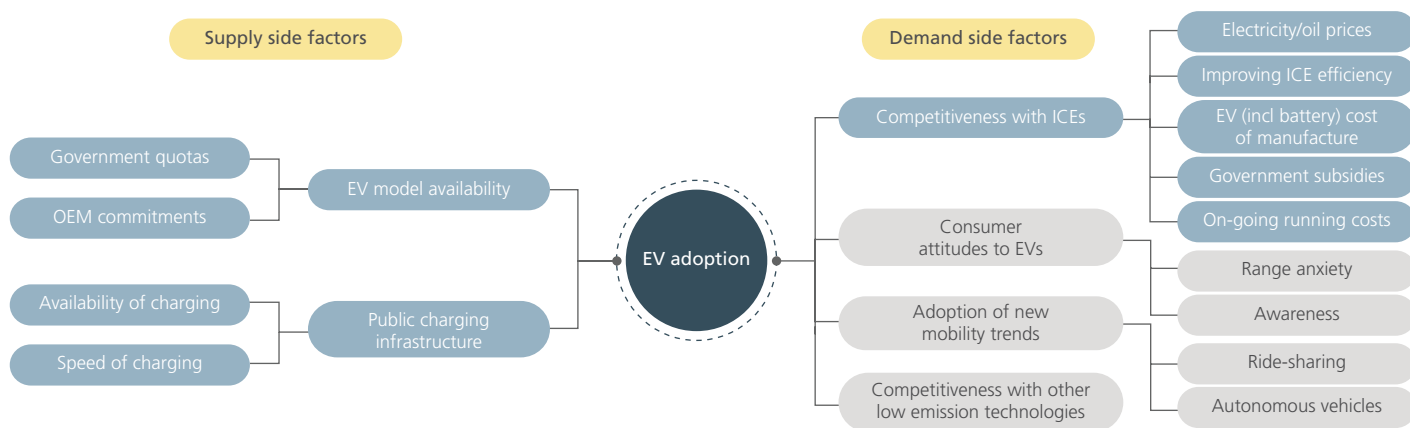 Supply side factors
Government quotas
OEM commitments
EV model availability
Availability of charging
Speed of charging
Public charging
infrastructure
EV adoption
Demand side factors
Competitiveness with ICEs
Electricity/oil prices
Improving ICE efficiency
EV (incl battery) cost
of manufacture
Government subsidies
On-going running costs
Consumer
attitudes to EVs
Range anxiety
Awareness
Adoption of new
mobility trends
Ride-sharing
Autonomous vehicles
Competitiveness with other
low emission technologies